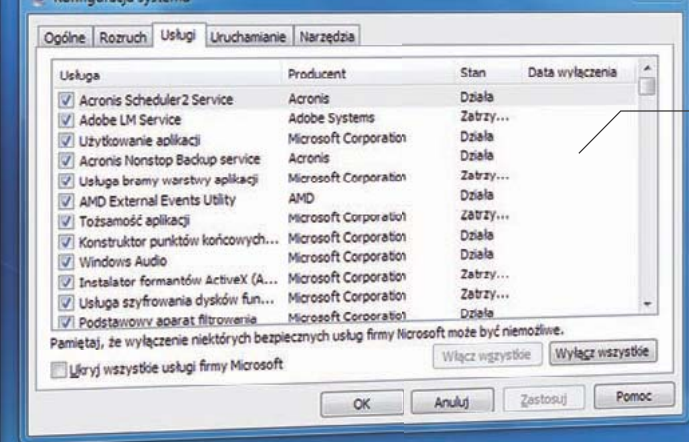 Konfiguracja systemu
Ogólne Rozruch Usługi Uruchamianie Narzędzia
Usługa Producent Stan Data wyłączenia
Acronis Scheduler2 Service Acronis Działa
Adobe LM Service Adobe Systems Zatrzy...
Użytkowanie aplikacji Microsoft Corporation Działa
Acronis Nonstop Backup service Acronis Działa
Usługa bramy warstwy aplikacji Microsoft Corporation Zatrzy...
AMD External Events Utility AMD Działa
Tożsamość aplikacji Microsoft Corporation Zatrzy...
Konstruktor punktów końcowych... Microsoft Corporation Działa
Windows Audio Microsoft Corporation Działa
Instalator formantów ActiveX (A... Microsoft Corporation Zatrzy...
Usługa szyfrowania dysków fun... Microsoft Corporation Zatrzy...
Podstawowy aparat filtrowania Microsoft Corporation Działa
Pamiętaj, że wyłączenie niektórych bezpiecznych usług firmy Microsoft może być niemożliwe.
Włącz wszystkie Wyłącz wszystkie
Ukryj wszystkie usługi firmy Microsoft
OK Anuluj Zastosuj Pomoc